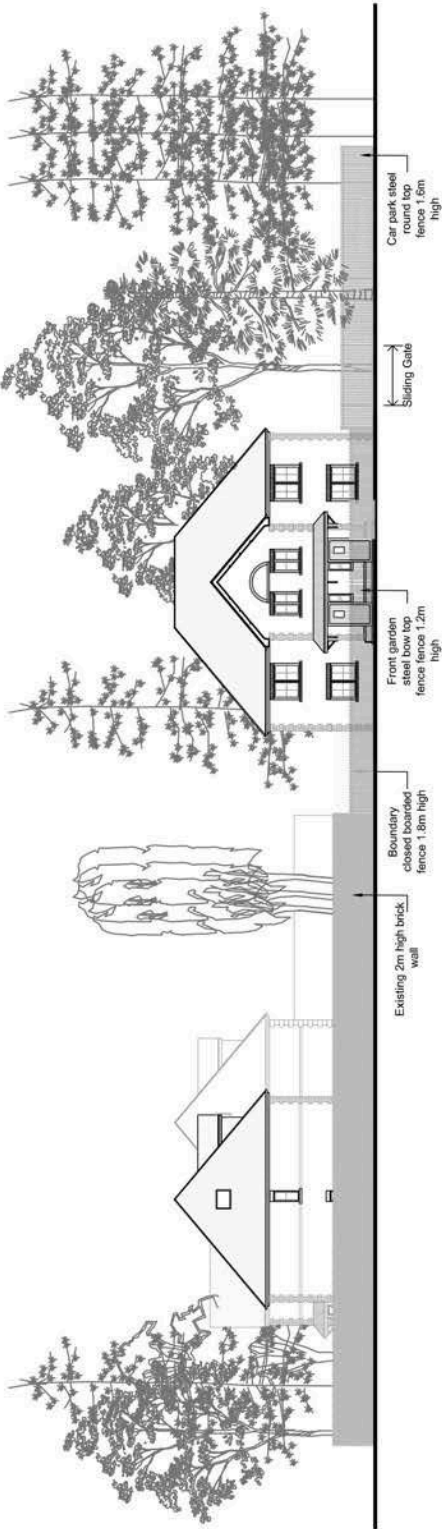 Existing 2m high brick
wall
Boundary
closed boarded
fence 1.8m high
Front garden
steel bow top
fence fence 1.2m
high
Sliding Gate
Car park steel
round top
fence 1.6m
high